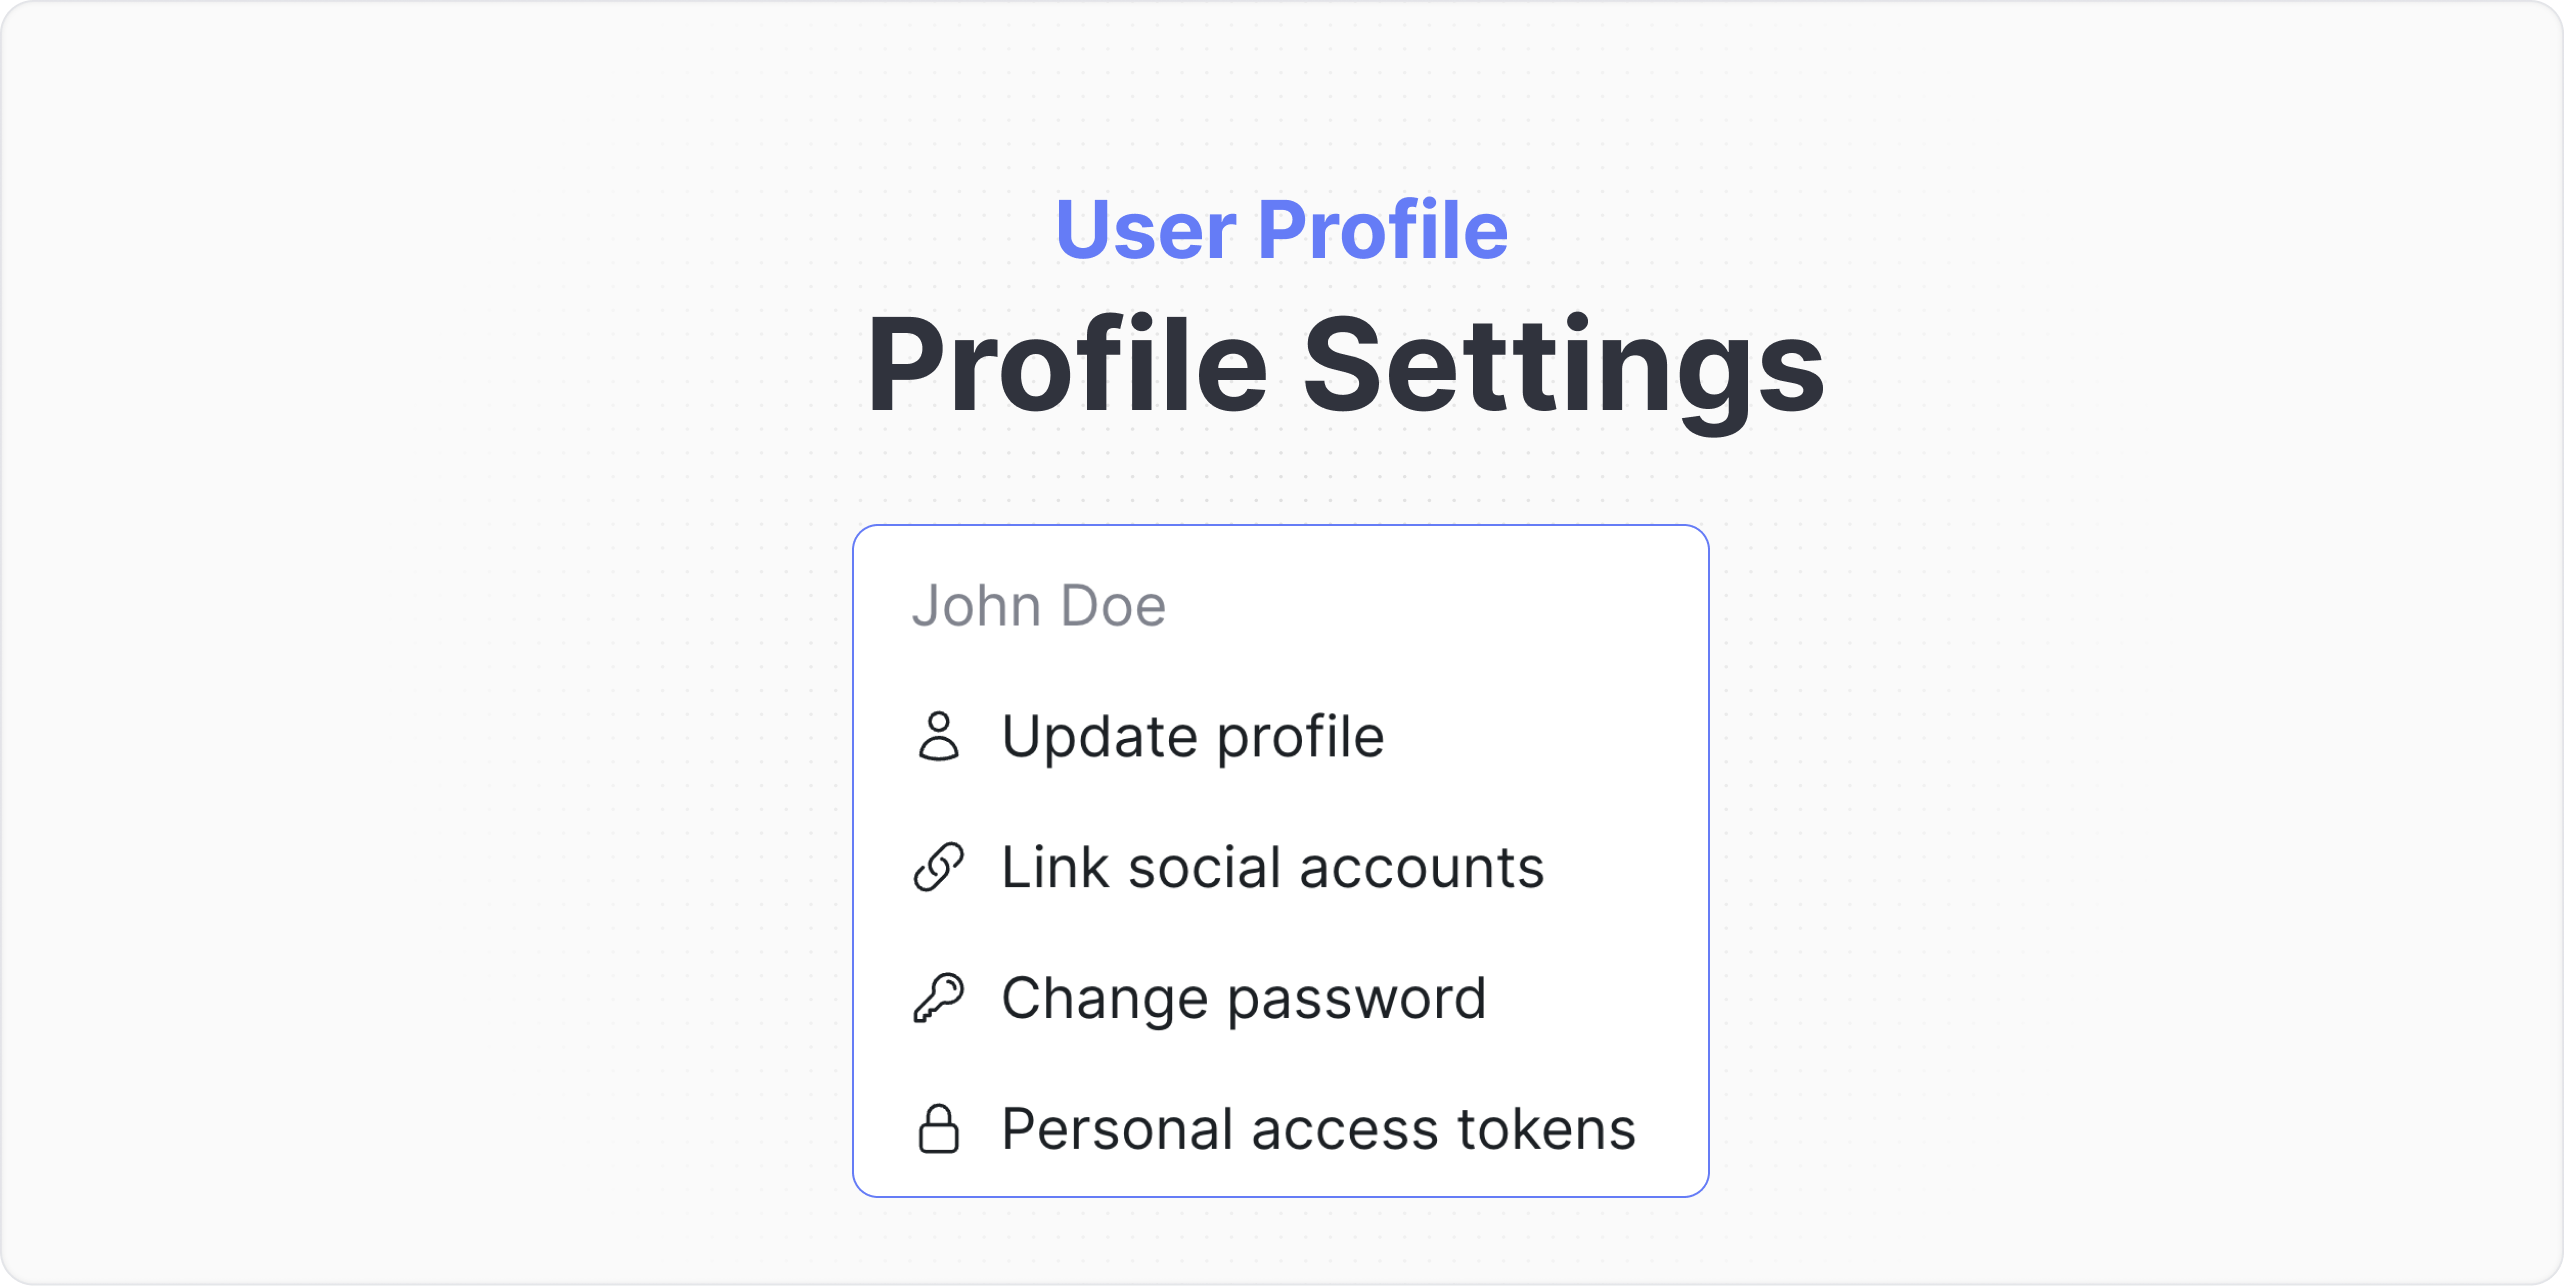 User Profile
Profile Settings
John Doe
Update profile
Link social accounts
Change password
Personal access tokens